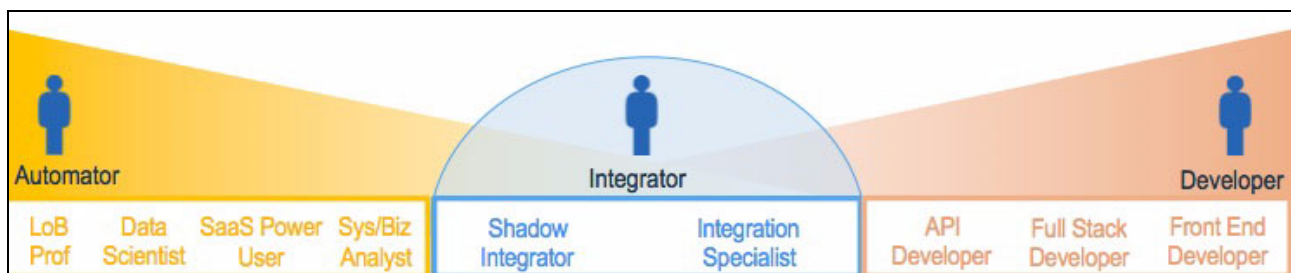 Automator
Integrator
Developer
LoB Prof
Data Scientist
SaaS Power User
Sys/Biz Analyst
Shadow Integrator
Integration Specialist
API Developer
Full Stack Developer
Front End Developer